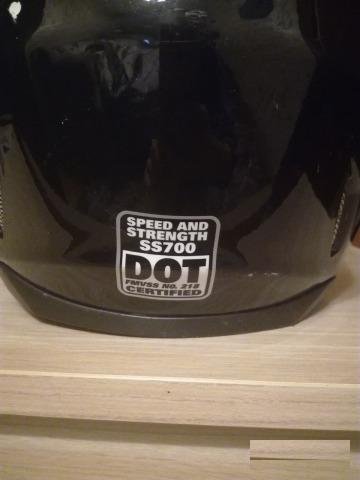 SPEED AND
STRENGTH
SS700
DOT
FMVSS No. 218
CERTIFIED